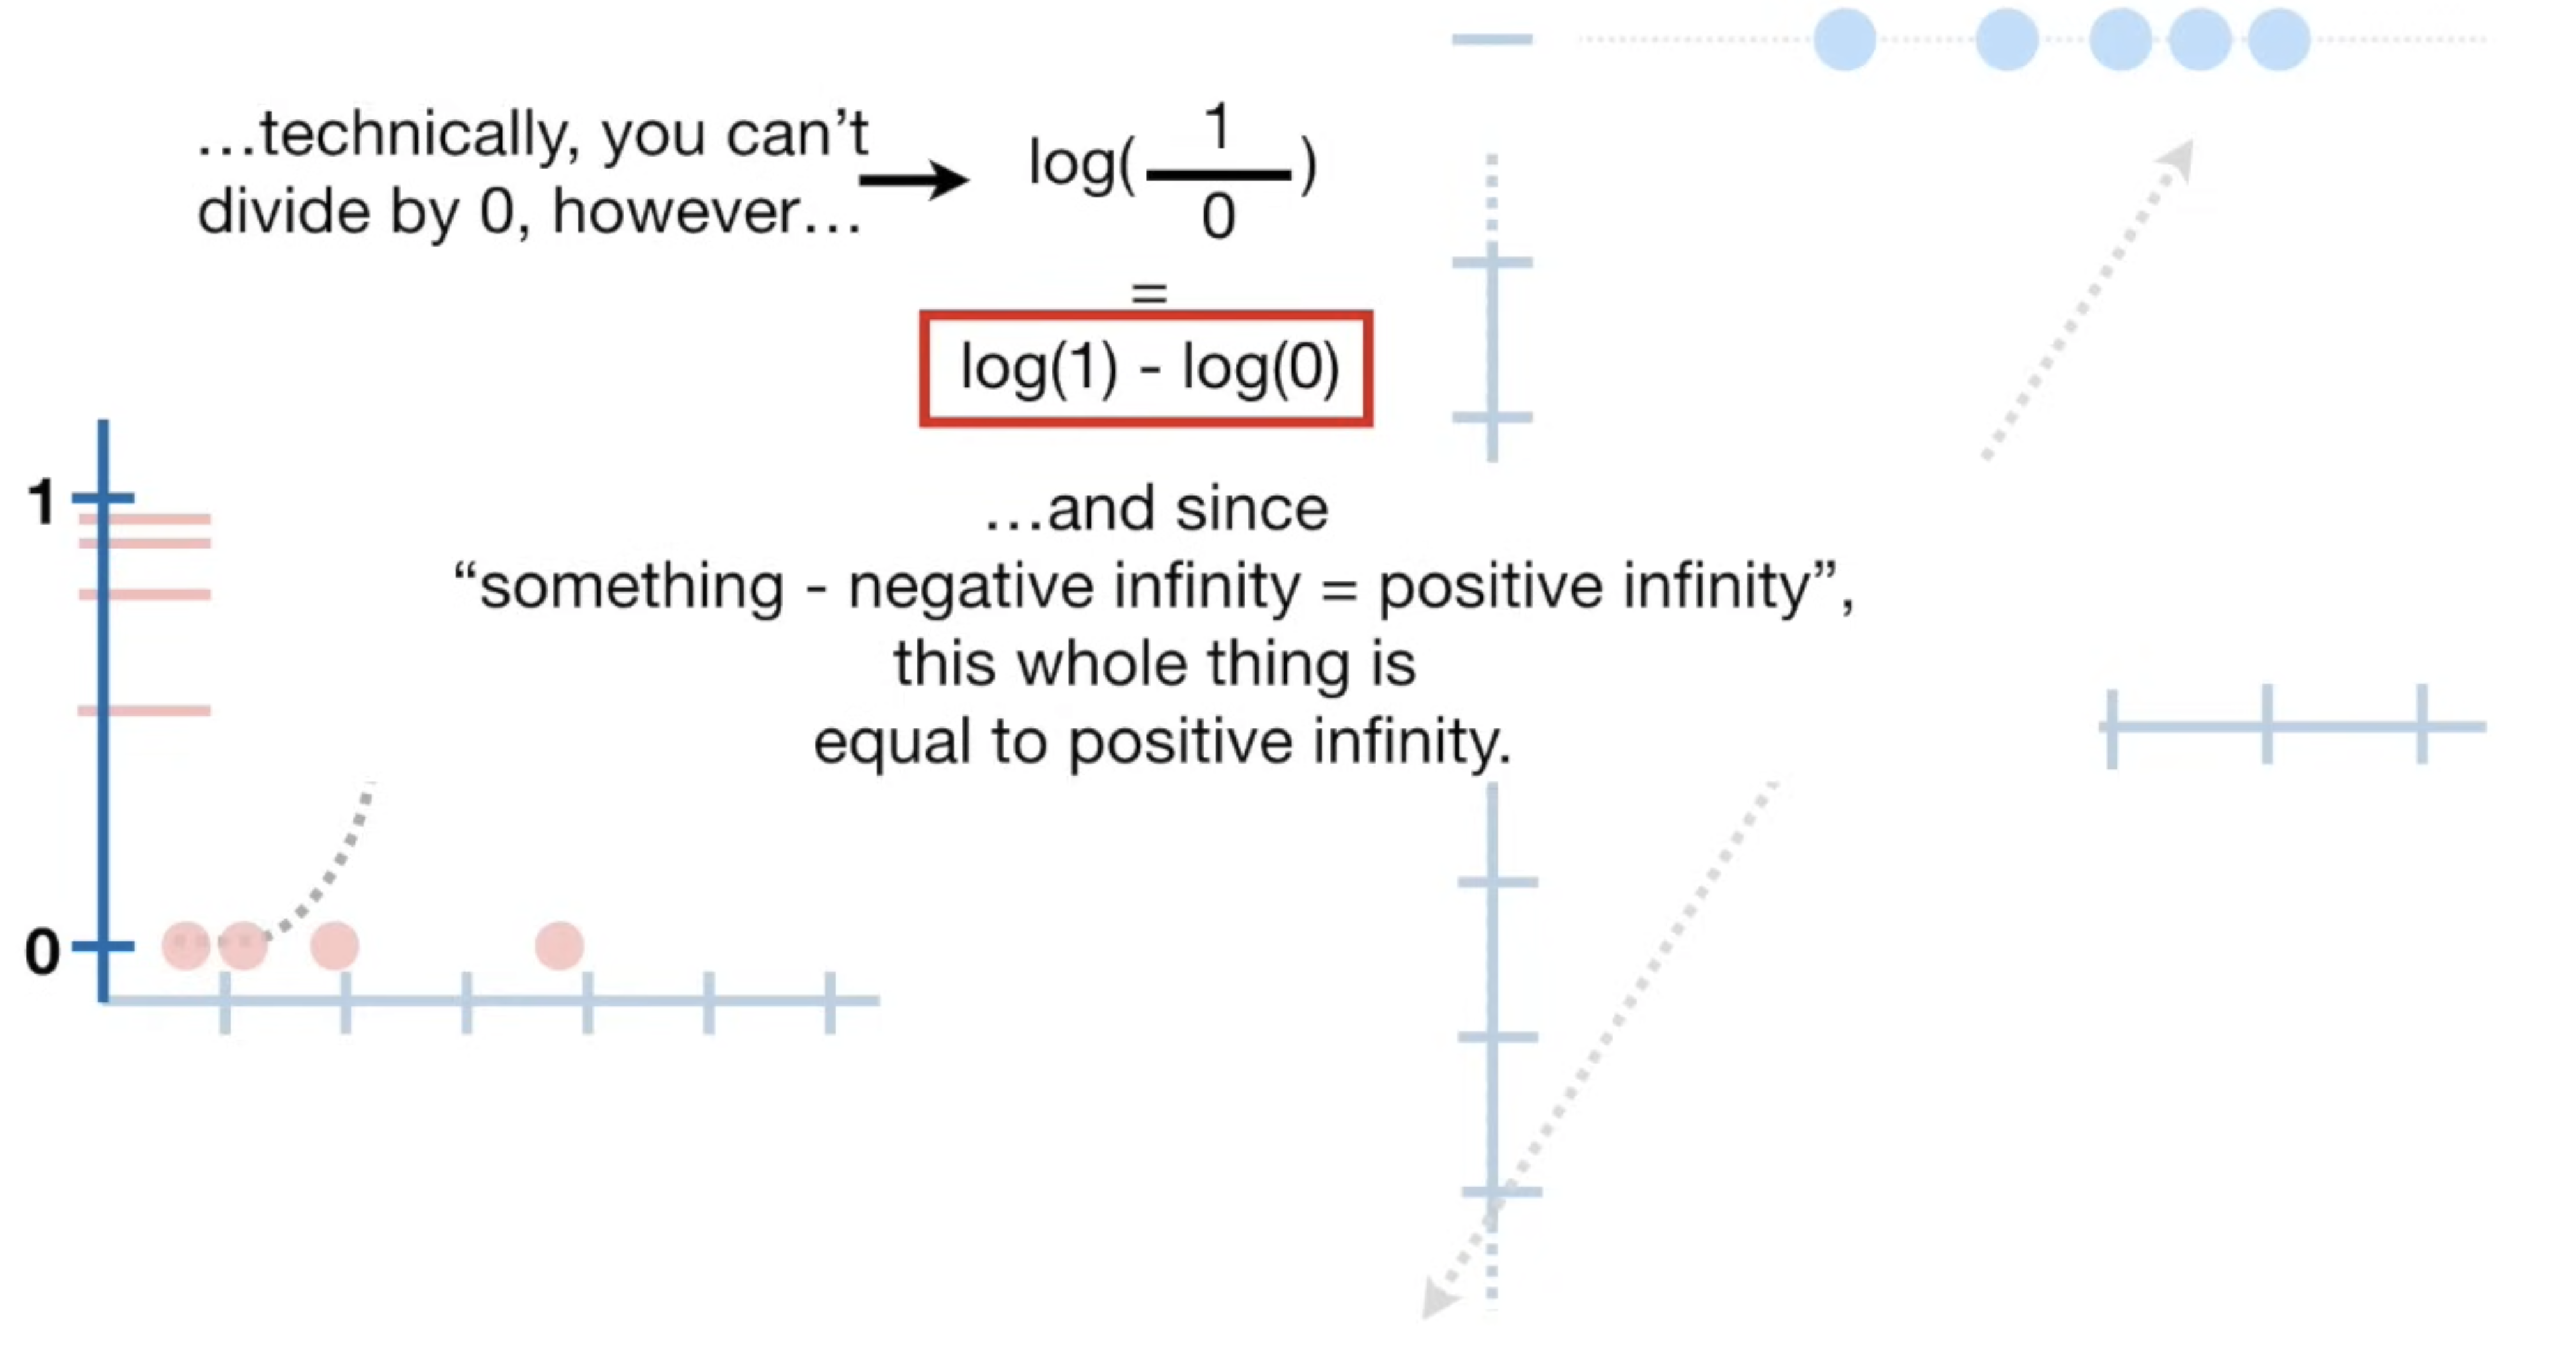 …technically, you can’t
divide by 0, however…
log(1/0)
=
log(1) - log(0)
…and since
“something - negative infinity = positive infinity”,
this whole thing is
equal to positive infinity.
1
0